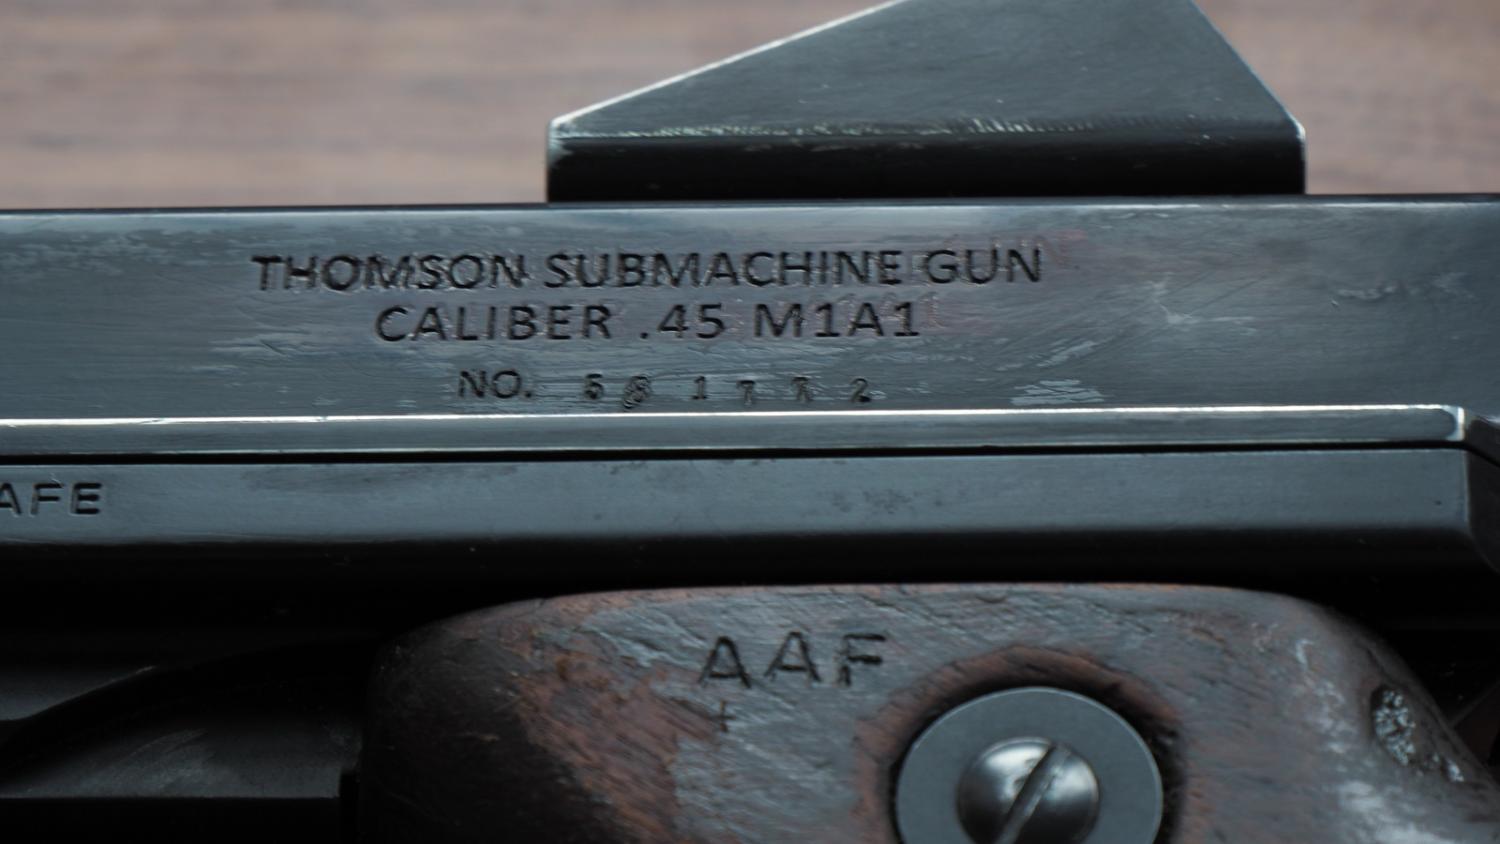 THOMSON SUBMACHINE GUN
CALIBER .45 M1A1
NO.
AFE
AAF